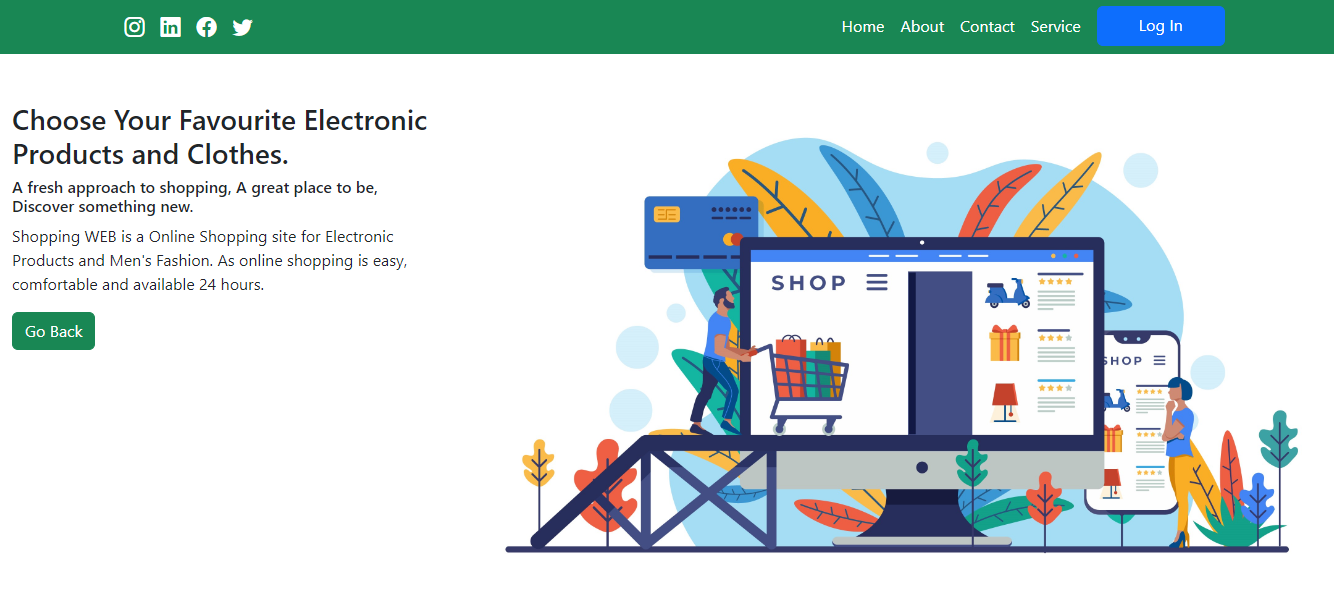 Home About Contact Service Log In
Choose Your Favourite Electronic
Products and Clothes.
A fresh approach to shopping, A great place to be,
Discover something new.
Shopping WEB is a Online Shopping site for Electronic
Products and Men's Fashion. As online shopping is easy,
comfortable and available 24 hours.
Go Back
SHOP
SHOP